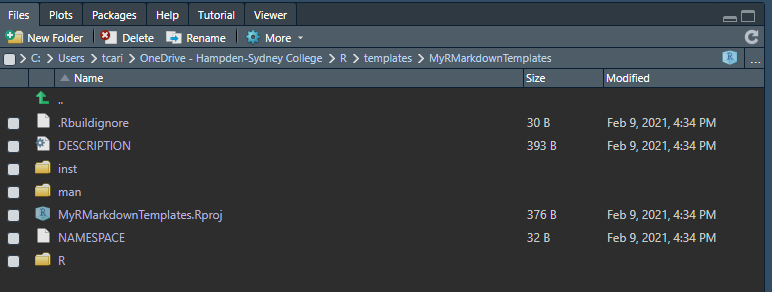 Files Plots Packages Help Tutorial Viewer
New Folder Delete Rename More
C: Users tcari OneDrive - Hampden-Sydney College R templates MyRMarkdownTemplates R ...
Name Size Modified
..
.Rbuildignore 30 B Feb 9, 2021, 4:34 PM
DESCRIPTION 393 B Feb 9, 2021, 4:34 PM
inst
man
MyRMarkdownTemplates.Rproj 376 B Feb 9, 2021, 4:34 PM
NAMESPACE 32 B Feb 9, 2021, 4:34 PM
R